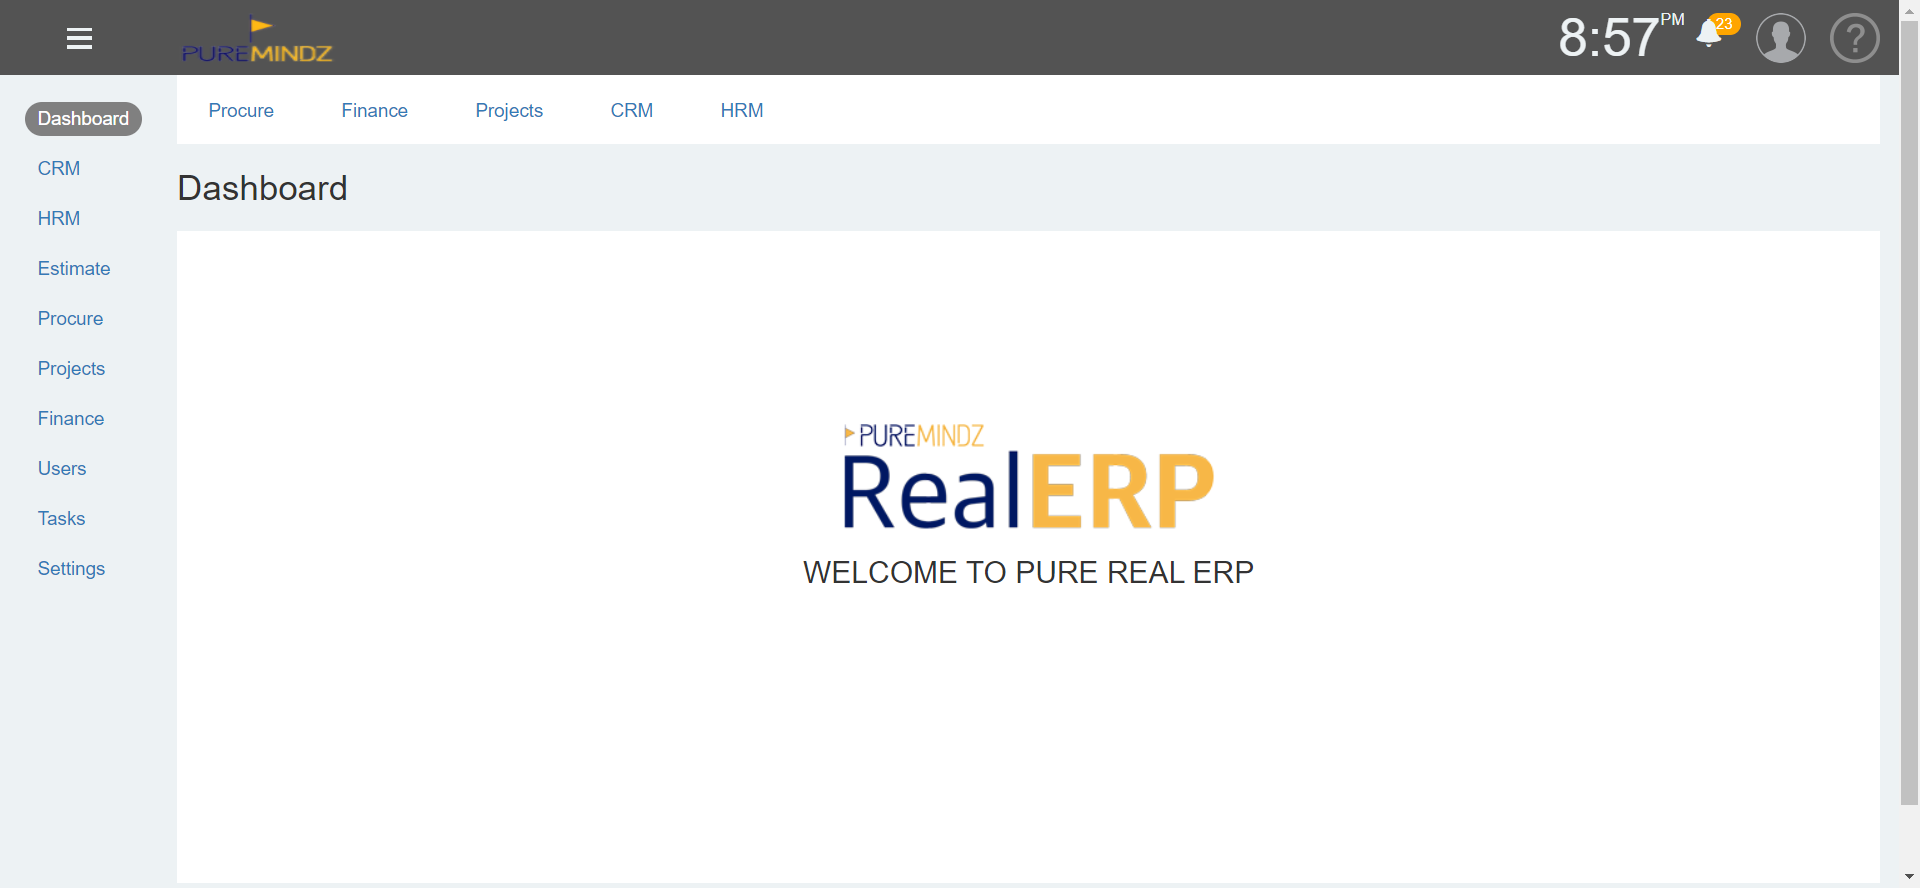 PUREMINDZ
8:57 PM
23
?
Procure Finance Projects CRM HRM
Dashboard
CRM
HRM
Estimate
Procure
Projects
Finance
Users
Tasks
Settings
Dashboard
PUREMINDZ
RealERP
WELCOME TO PURE REAL ERP